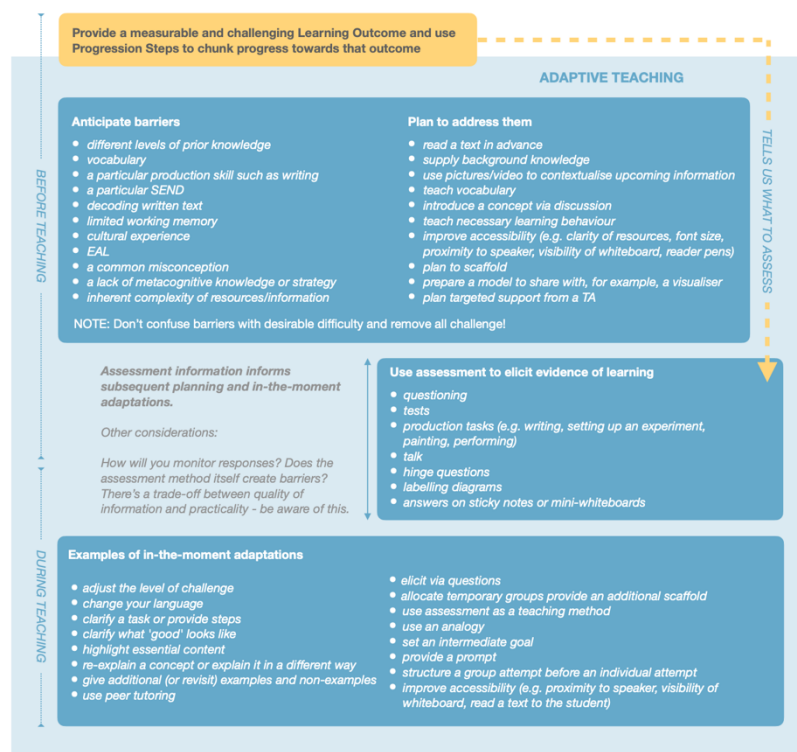 Provide a measurable and challenging Learning Outcome and use
Progression Steps to chunk progress towards that outcome
ADAPTIVE TEACHING
BEFORE TEACHING
TELLS US WHAT TO ASSESS
Anticipate barriers
• different levels of prior knowledge
• vocabulary
• a particular production skill such as writing
• a particular SEND
• decoding written text
• limited working memory
• cultural experience
• EAL
• a common misconception
• a lack of metacognitive knowledge or strategy
• inherent complexity of resources/information
Plan to address them
• read a text in advance
• supply background knowledge
• use pictures/video to contextualise upcoming information
• teach vocabulary
• introduce a concept via discussion
• teach necessary learning behaviour
• improve accessibility (e.g. clarity of resources, font size,
proximity to speaker, visibility of whiteboard, reader pens)
• plan to scaffold
• prepare a model to share with, for example, a visualiser
• plan targeted support from a TA
NOTE: Don't confuse barriers with desirable difficulty and remove all challenge!
Assessment information informs
subsequent planning and in-the-moment
adaptations.
Other considerations:
How will you monitor responses? Does the
assessment method itself create barriers?
There's a trade-off between quality of
information and practicality - be aware of this.
Use assessment to elicit evidence of learning
• questioning
• tests
• production tasks (e.g. writing, setting up an experiment,
painting, performing)
• talk
• hinge questions
• labelling diagrams
• answers on sticky notes or mini-whiteboards
DURING TEACHING
Examples of in-the-moment adaptations
• adjust the level of challenge
• change your language
• clarify a task or provide steps
• clarify what 'good' looks like
• highlight essential content
• re-explain a concept or explain it in a different way
• give additional (or revisit) examples and non-examples
• use peer tutoring
• elicit via questions
• allocate temporary groups provide an additional scaffold
• use assessment as a teaching method
• use an analogy
• set an intermediate goal
• provide a prompt
• structure a group attempt before an individual attempt
• improve accessibility (e.g. proximity to speaker, visibility of
whiteboard, read a text to the student)